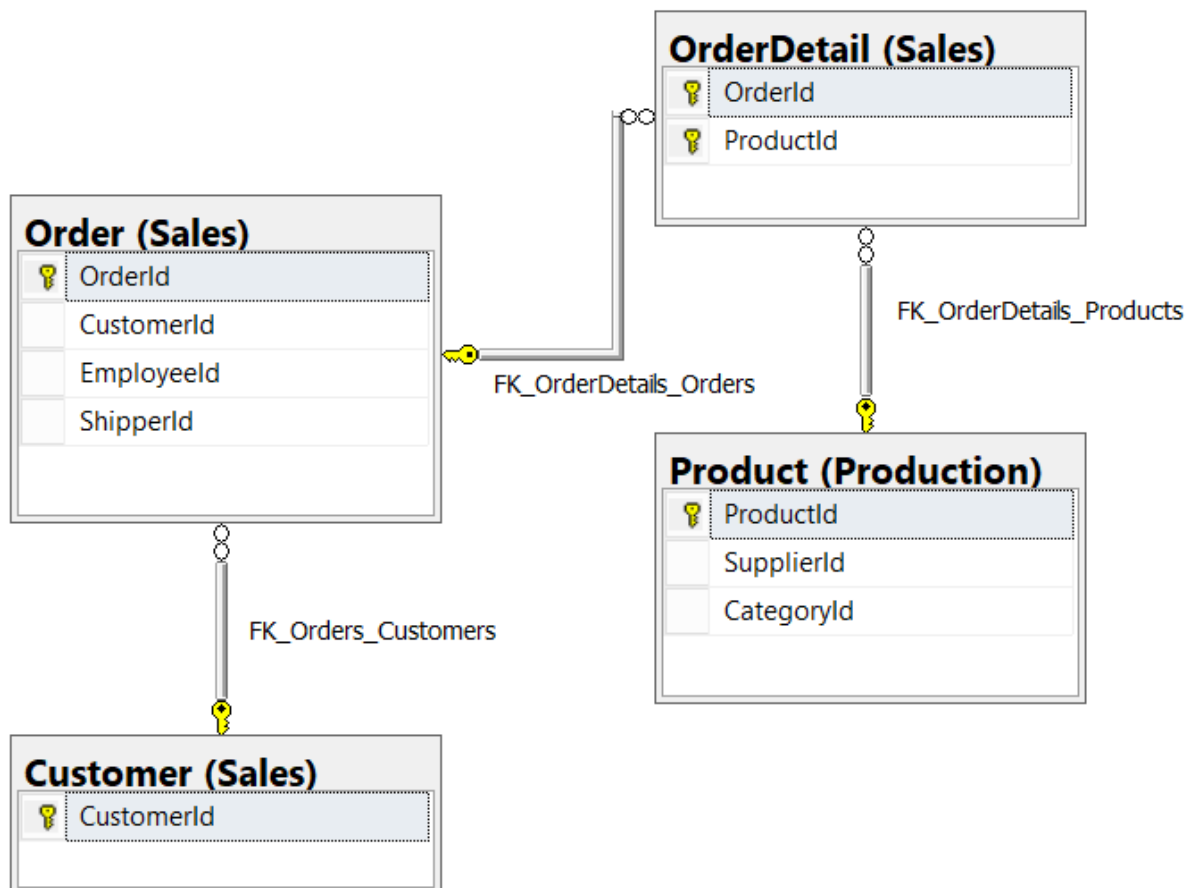 OrderDetail (Sales)
OrderId
ProductId
Order (Sales)
OrderId
CustomerId
EmployeeId
ShipperId
FK_OrderDetails_Products
FK_OrderDetails_Orders
Product (Production)
ProductId
SupplierId
CategoryId
FK_Orders_Customers
Customer (Sales)
CustomerId